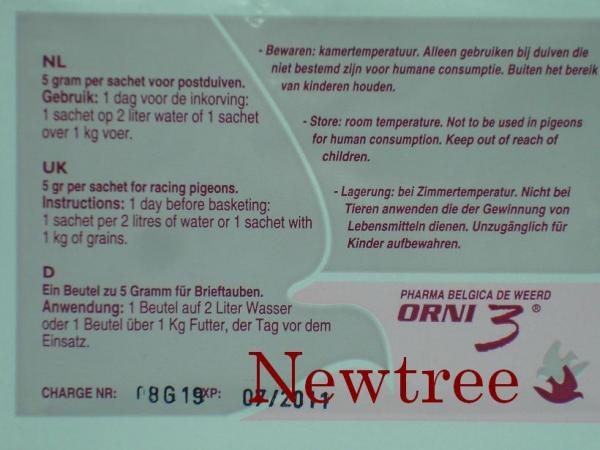 NL
5 gram per sachet voor postduiven.
Gebruik: 1 dag voor de inkorving:
1 sachet op 2 liter water of 1 sachet
over 1 kg voer.
UK
5 gr per sachet for racing pigeons.
Instructions: 1 day before basketing:
1 sachet per 2 litres of water or 1 sachet with
1 kg of grains.
D
Ein Beutel zu 5 Gramm für Brieftauben.
Anwendung: 1 Beutel auf 2 Liter Wasser
oder 1 Beutel über 1 Kg Futter, der Tag vor dem
Einsatz.
CHARGE NR: 08G19 XP: 07/2011
- Bewaren: kamertemperatuur. Alleen gebruiken bij duiven die
niet bestemd zijn voor humane consumptie. Buiten het bereik
van kinderen houden.
- Store: room temperature. Not to be used in pigeons
for human consumption. Keep out of reach of
children.
- Lagerung: bei Zimmertemperatur. Nicht bei
Tieren anwenden die der Gewinnung von
Lebensmitteln dienen. Unzugänglich für
Kinder aufbewahren.
PHARMA BELGICA DE WEERD
ORNI 3 ®
Newtree